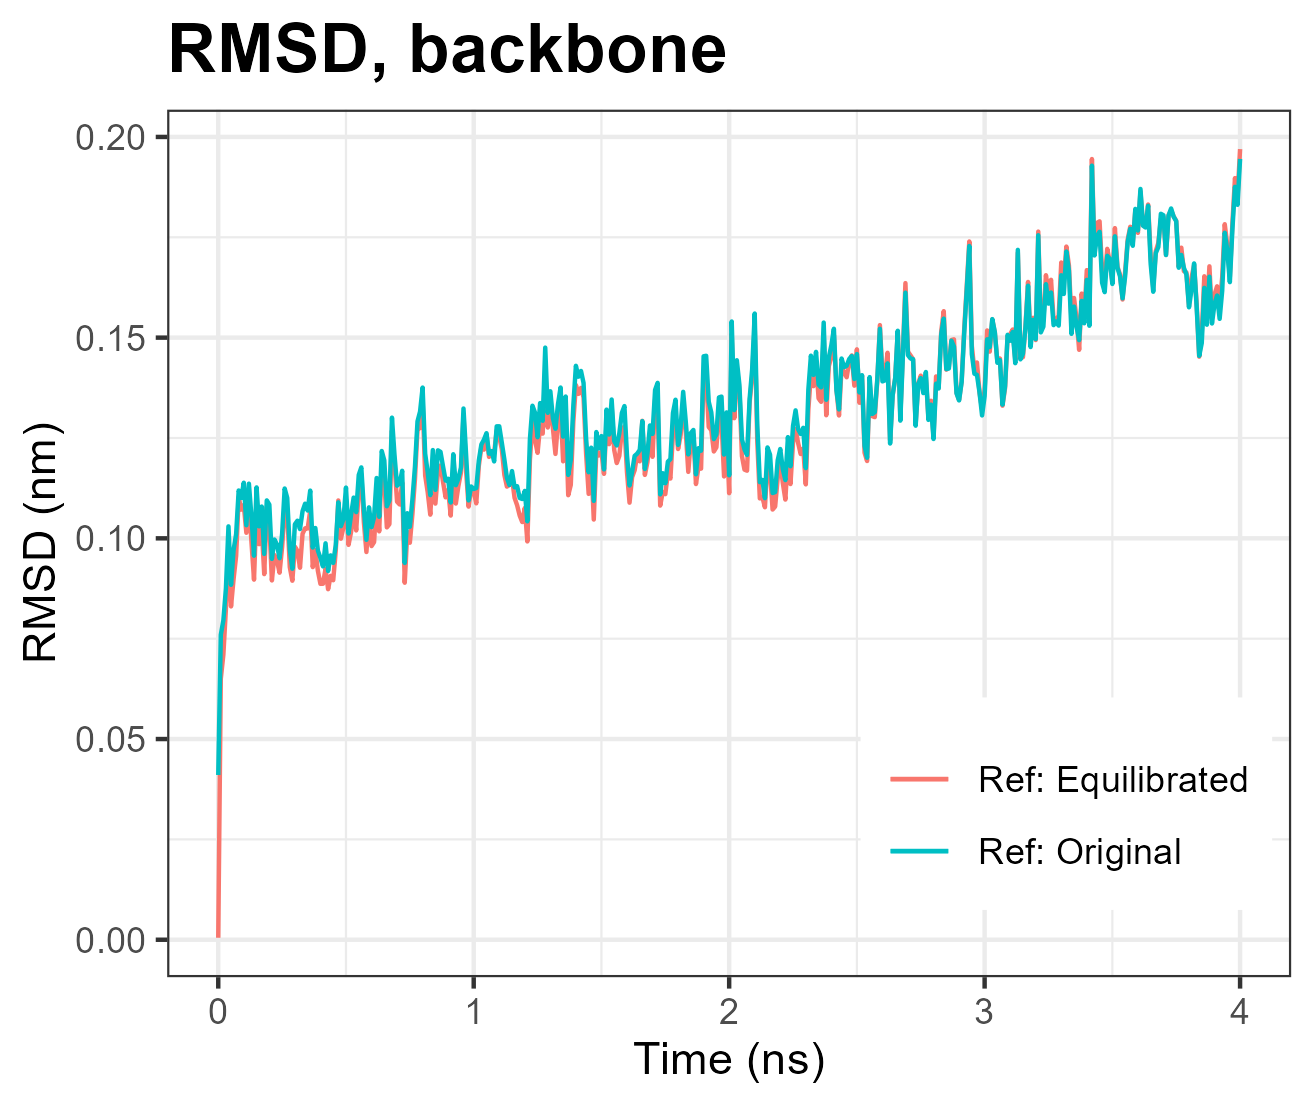 RMSD, backbone
RMSD (nm)
0.20
0.15
0.10
0.05
0.00
Ref: Equilibrated
Ref: Original
0 1 2 3 4
Time (ns)